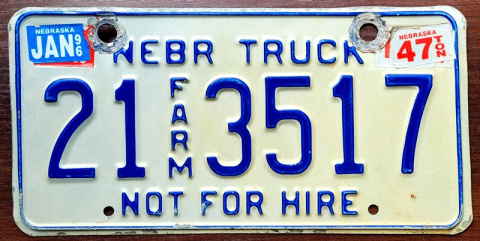 NEBRASKA
JAN 96
NEBR TRUCK
NEBRASKA
47 TON
21 FARM 3517
NOT FOR HIRE